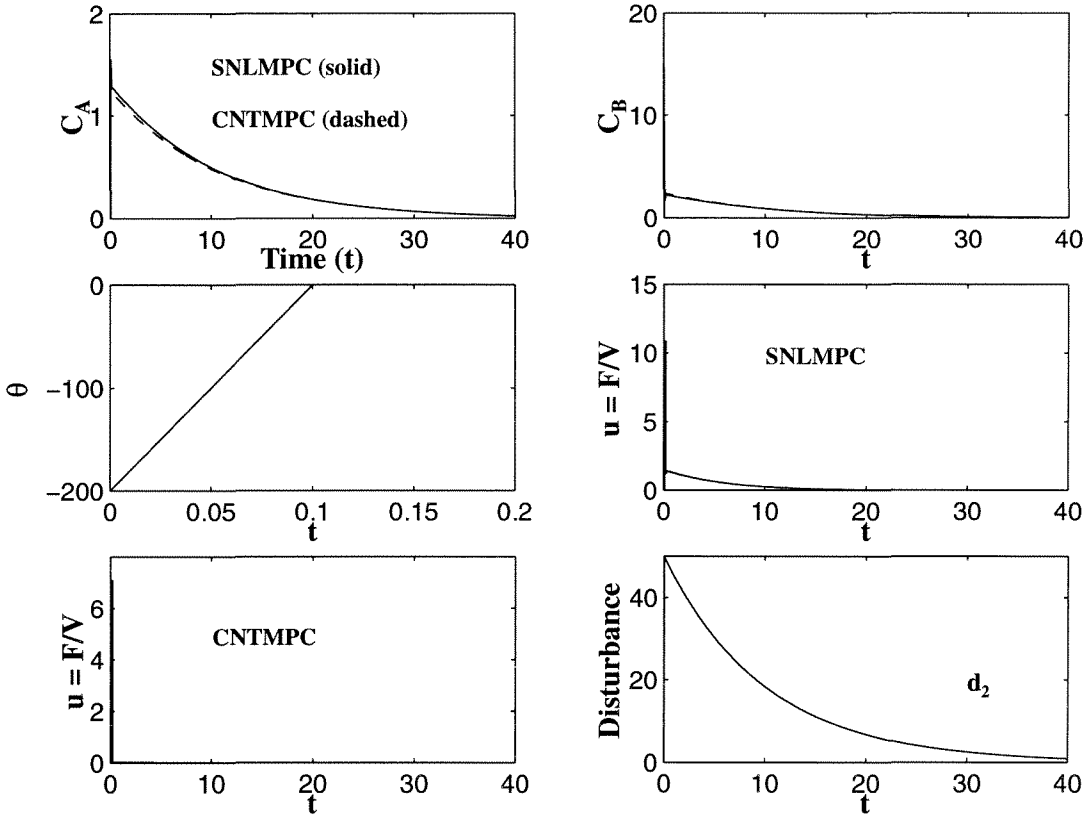 2
1
0
C_A
SNLMPC (solid)
CNTMPC (dashed)
0 10 20 30 40
Time (t)
20
10
0
C_B
0 10 20 30 40
t
0
−100
−200
θ
0 0.05 0.1 0.15 0.2
t
15
10
5
0
u = F/V
SNLMPC
0 10 20 30 40
t
6
4
2
0
u = F/V
CNTMPC
0 10 20 30 40
t
40
20
0
Disturbance
d_2
0 10 20 30 40
t